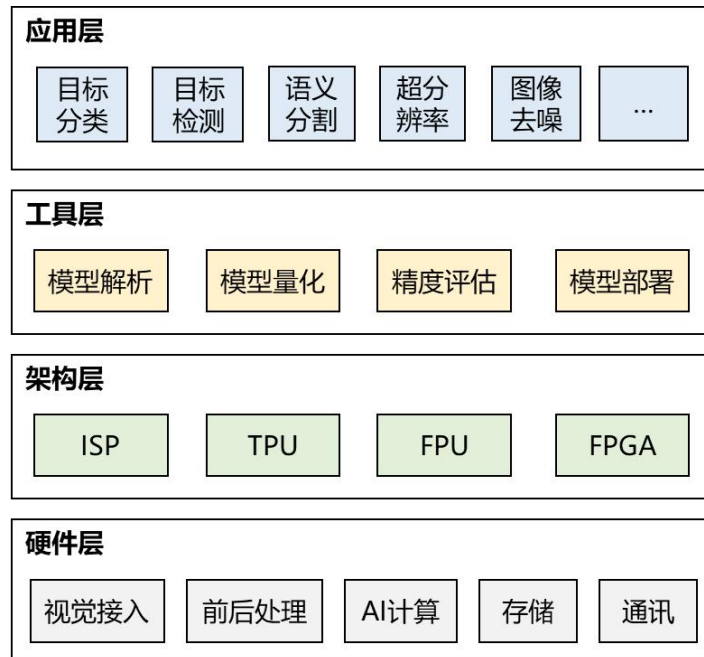 应用层
目标
分类
目标
检测
语义
分割
超分
辨率
图像
去噪
...
工具层
模型解析
模型量化
精度评估
模型部署
架构层
ISP
TPU
FPU
FPGA
硬件层
视觉接入
前后处理
AI计算
存储
通讯